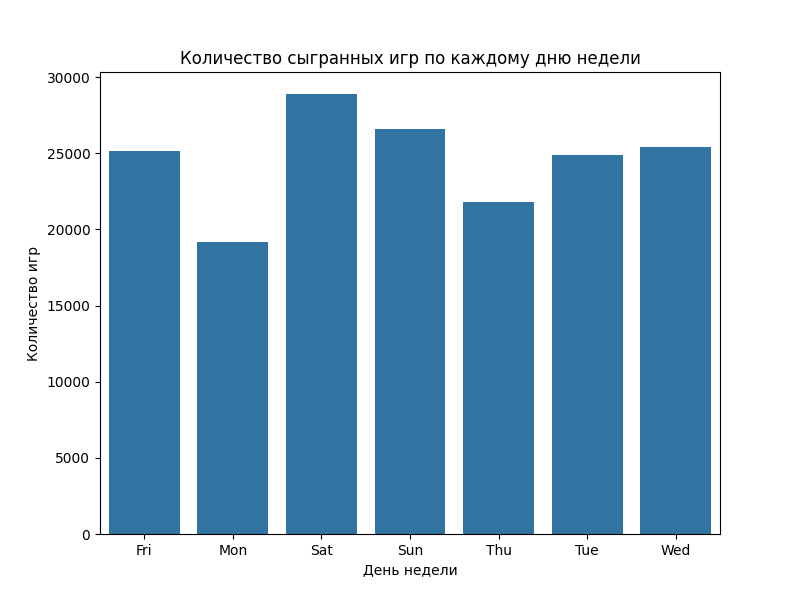 Количество сыгранных игр по каждому дню недели
30000
25000
20000
15000
10000
5000
0
Количество игр
Fri Mon Sat Sun Thu Tue Wed
День недели